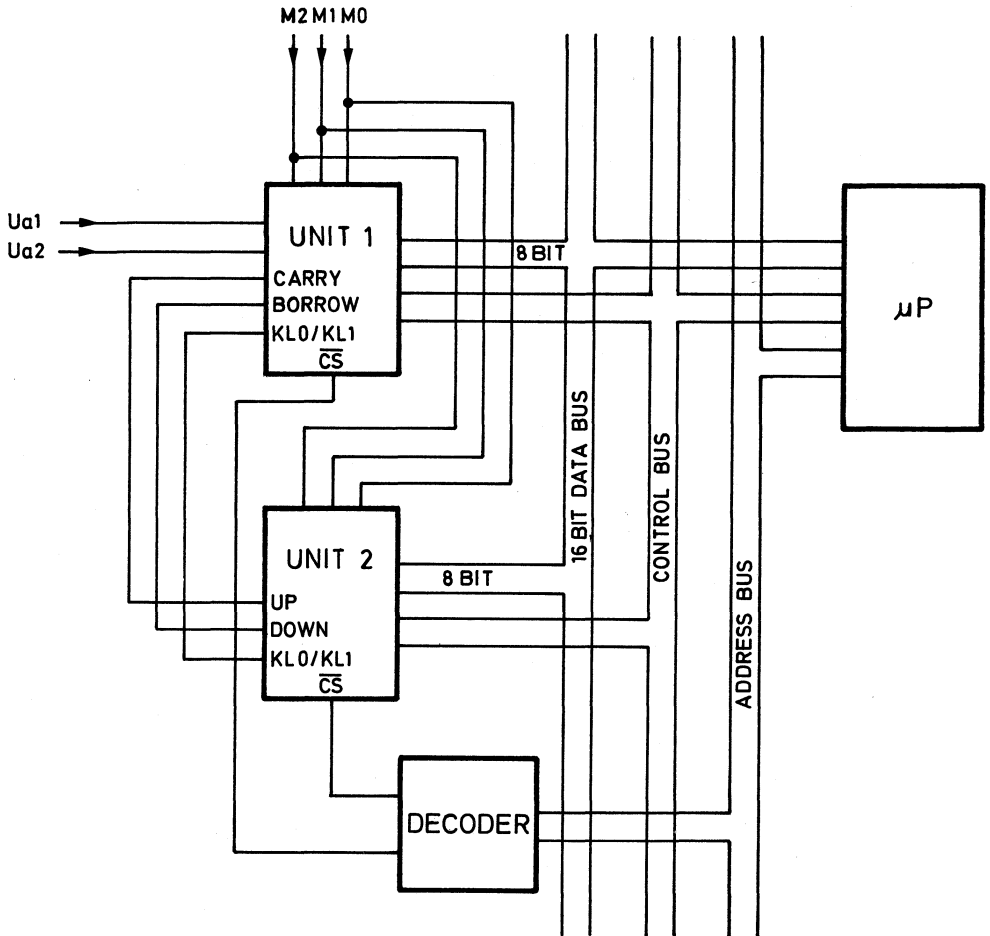 M2 M1 M0
Ua1
Ua2
UNIT 1
CARRY
BORROW
KL0/KL1
CS
8 BIT
μP
16 BIT DATA BUS
CONTROL BUS
ADDRESS BUS
UNIT 2
8 BIT
UP
DOWN
KL0/KL1
CS
DECODER